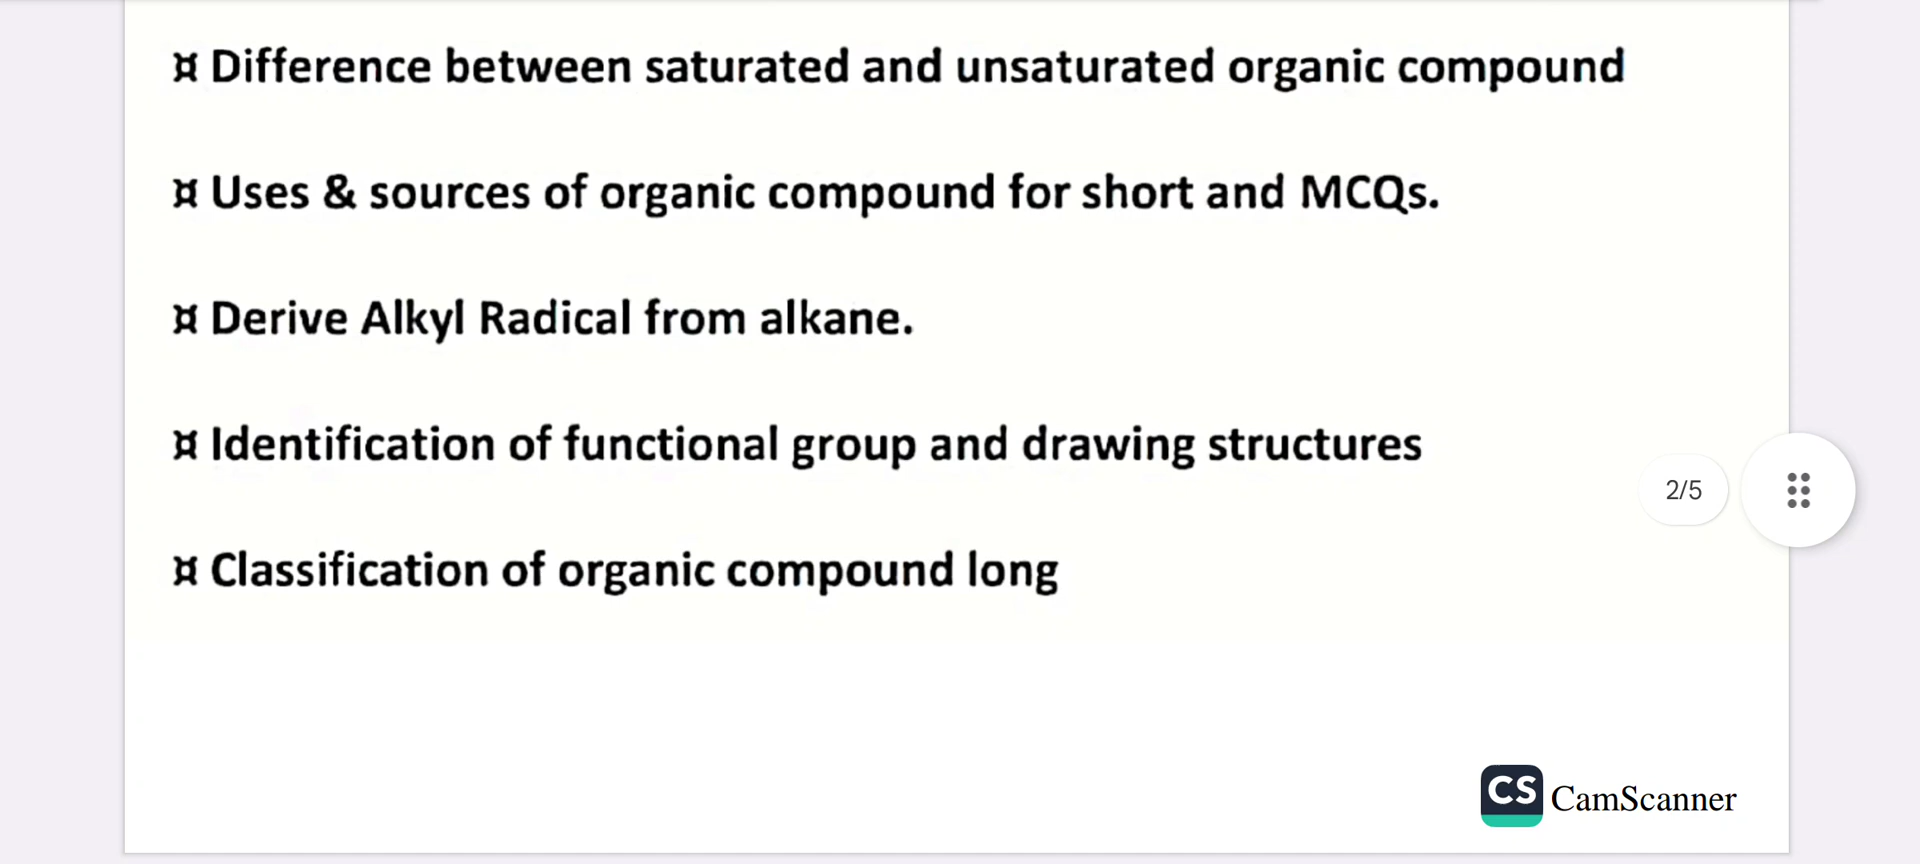 ¤ Difference between saturated and unsaturated organic compound
¤ Uses & sources of organic compound for short and MCQs.
¤ Derive Alkyl Radical from alkane.
¤ Identification of functional group and drawing structures
2/5
¤ Classification of organic compound long
CS CamScanner